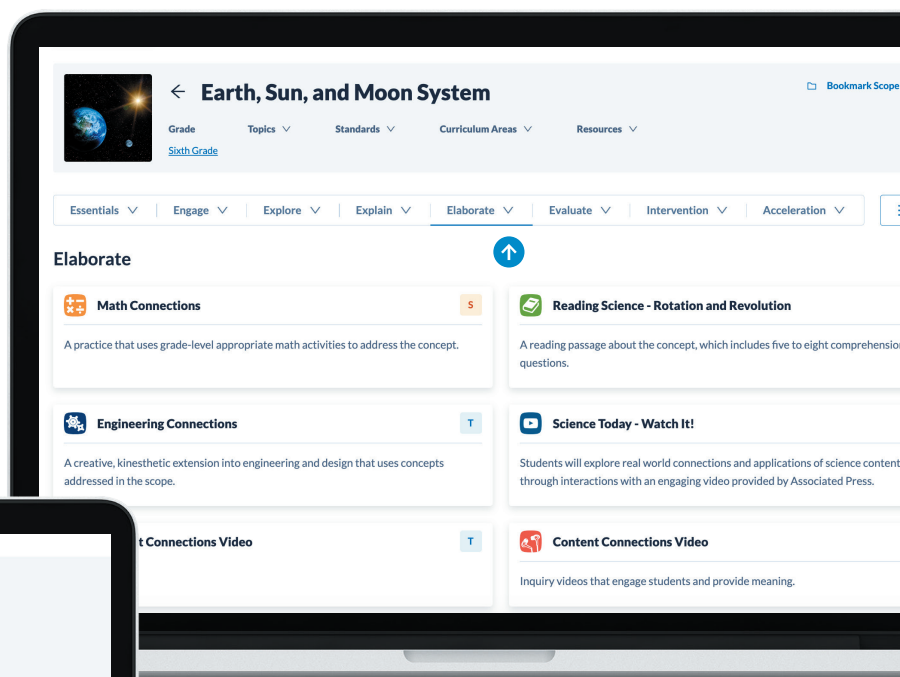 Earth, Sun, and Moon System
Bookmark Scope
Grade
Topics
Standards
Curriculum Areas
Resources
Sixth Grade
Essentials
Engage
Explore
Explain
Elaborate
Evaluate
Intervention
Acceleration
Elaborate
Math Connections
S
A practice that uses grade-level appropriate math activities to address the concept.
Reading Science - Rotation and Revolution
A reading passage about the concept, which includes five to eight comprehension
questions.
Engineering Connections
T
A creative, kinesthetic extension into engineering and design that uses concepts
addressed in the scope.
Science Today - Watch It!
Students will explore real world connections and applications of science content
through interactions with an engaging video provided by Associated Press.
t Connections Video
T
Content Connections Video
Inquiry videos that engage students and provide meaning.